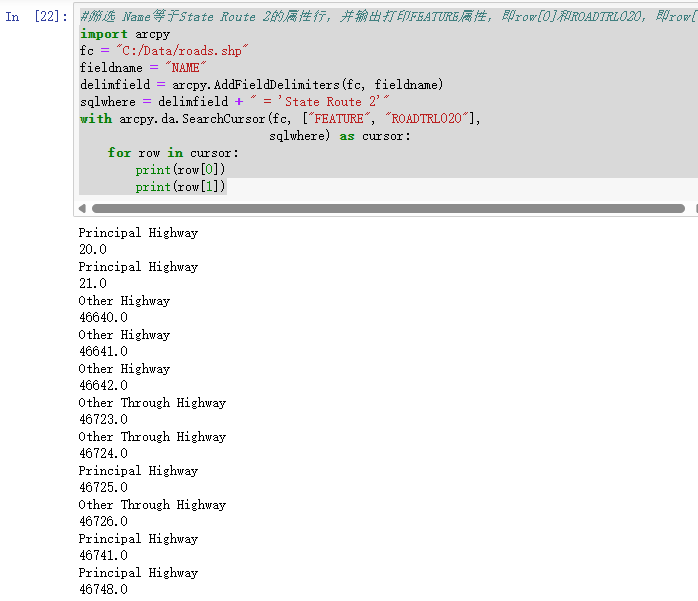 In [22]:
#筛选 Name等于State Route 2的属性行，并输出打印FEATURE属性，即row[0]和ROADTRL020，即row[
import arcpy
fc = "C:/Data/roads.shp"
fieldname = "NAME"
delimfield = arcpy.AddFieldDelimiters(fc, fieldname)
sqlwhere = delimfield + " = 'State Route 2'"
with arcpy.da.SearchCursor(fc, ["FEATURE", "ROADTRL020"],
                           sqlwhere) as cursor:
    for row in cursor:
        print(row[0])
        print(row[1])
Principal Highway
20.0
Principal Highway
21.0
Other Highway
46640.0
Other Highway
46641.0
Other Highway
46642.0
Other Through Highway
46723.0
Other Through Highway
46724.0
Principal Highway
46725.0
Other Through Highway
46726.0
Principal Highway
46741.0
Principal Highway
46748.0